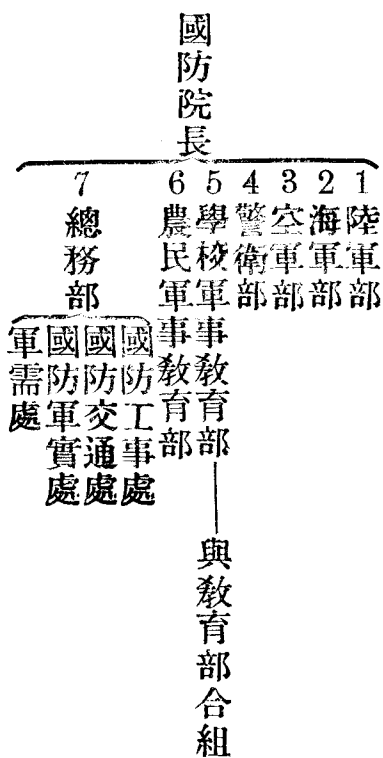 國防院長
1 陸軍部
2 海軍部
3 空軍部
4 警衛部
5 學校軍事教育部
與教育部合組
6 農民軍事教育部
7 總務部
國防工事處
國防交通處
國防軍實處
軍需處